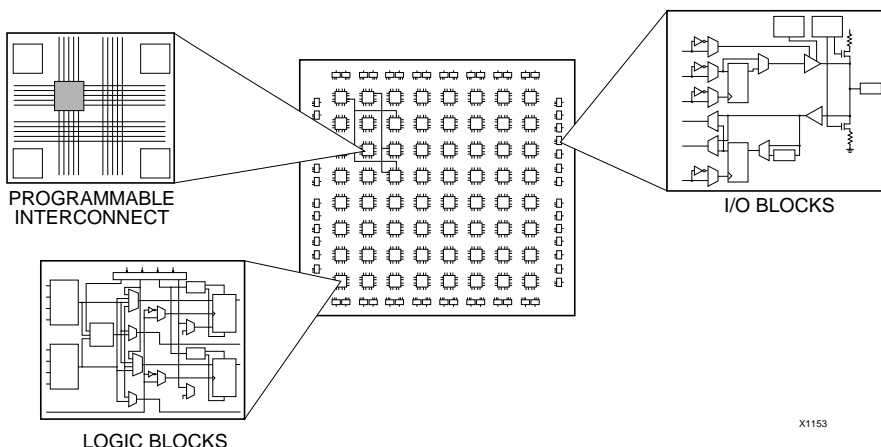 PROGRAMMABLE
INTERCONNECT
I/O BLOCKS
LOGIC BLOCKS
X1153